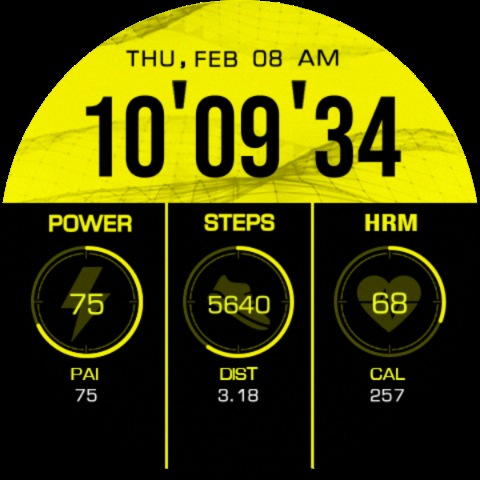 THU, FEB 08 AM
10'09'34
POWER STEPS HRM
75 5640 68
PAI DIST CAL
75 3.18 257